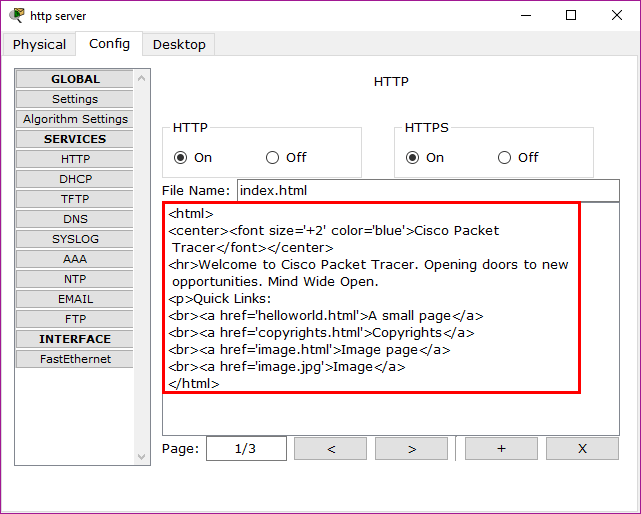 http server
Physical Config Desktop
GLOBAL
Settings
Algorithm Settings
SERVICES
HTTP
DHCP
TFTP
DNS
SYSLOG
AAA
NTP
EMAIL
FTP
INTERFACE
FastEthernet
HTTP
HTTP
On Off
HTTPS
On Off
File Name: index.html
<html>
<center><font size='+2' color='blue'>Cisco Packet
Tracer</font></center>
<hr>Welcome to Cisco Packet Tracer. Opening doors to new
opportunities. Mind Wide Open.
<p>Quick Links:
<br><a href='helloworld.html'>A small page</a>
<br><a href='copyrights.html'>Copyrights</a>
<br><a href='image.html'>Image page</a>
<br><a href='image.jpg'>Image</a>
</html>
Page: 1/3 < > + X